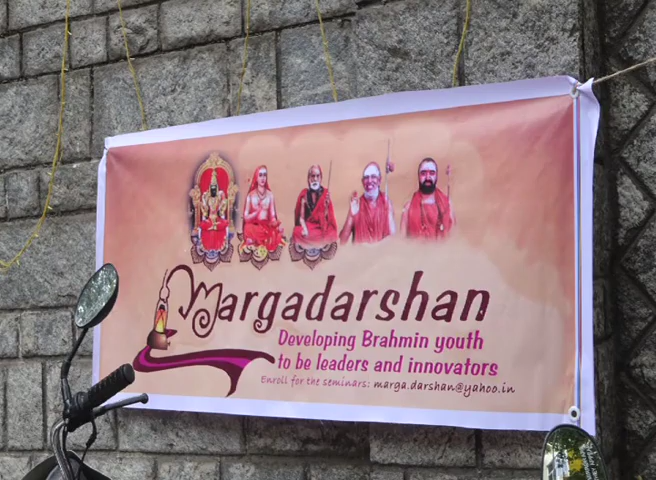 Margadarshan
Developing Brahmin youth
to be leaders and innovators
Enroll for the seminars: marga.darshan@yahoo.in